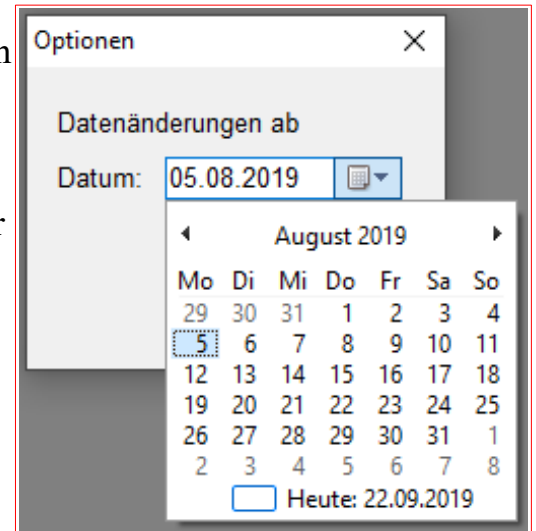 n
Optionen
Datenänderungen ab
Datum: 05.08.2019
r
August 2019
Mo Di Mi Do Fr Sa So
29 30 31 1 2 3 4
5 6 7 8 9 10 11
12 13 14 15 16 17 18
19 20 21 22 23 24 25
26 27 28 29 30 31 1
2 3 4 5 6 7 8
Heute: 22.09.2019